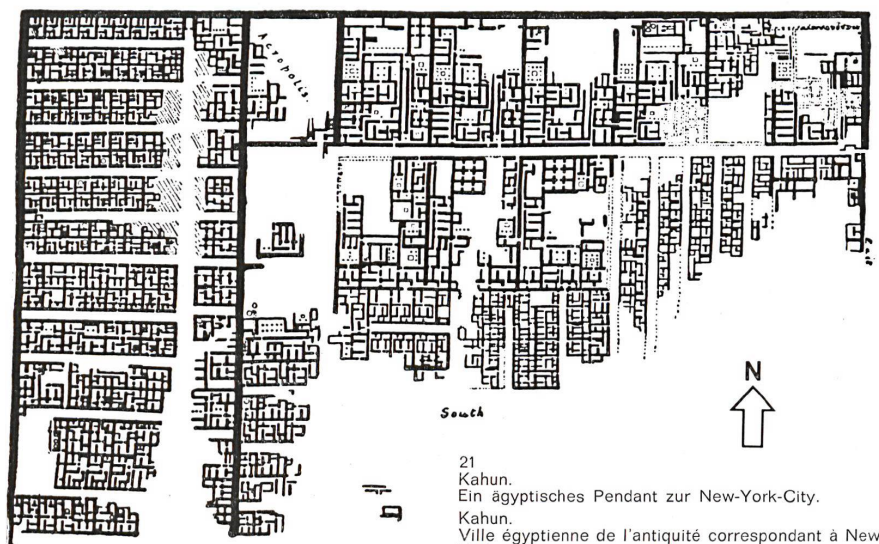 Acropolis.
N
South
21
Kahun.
Ein ägyptisches Pendant zur New-York-City.
Kahun.
Ville égyptienne de l'antiquité correspondant à New